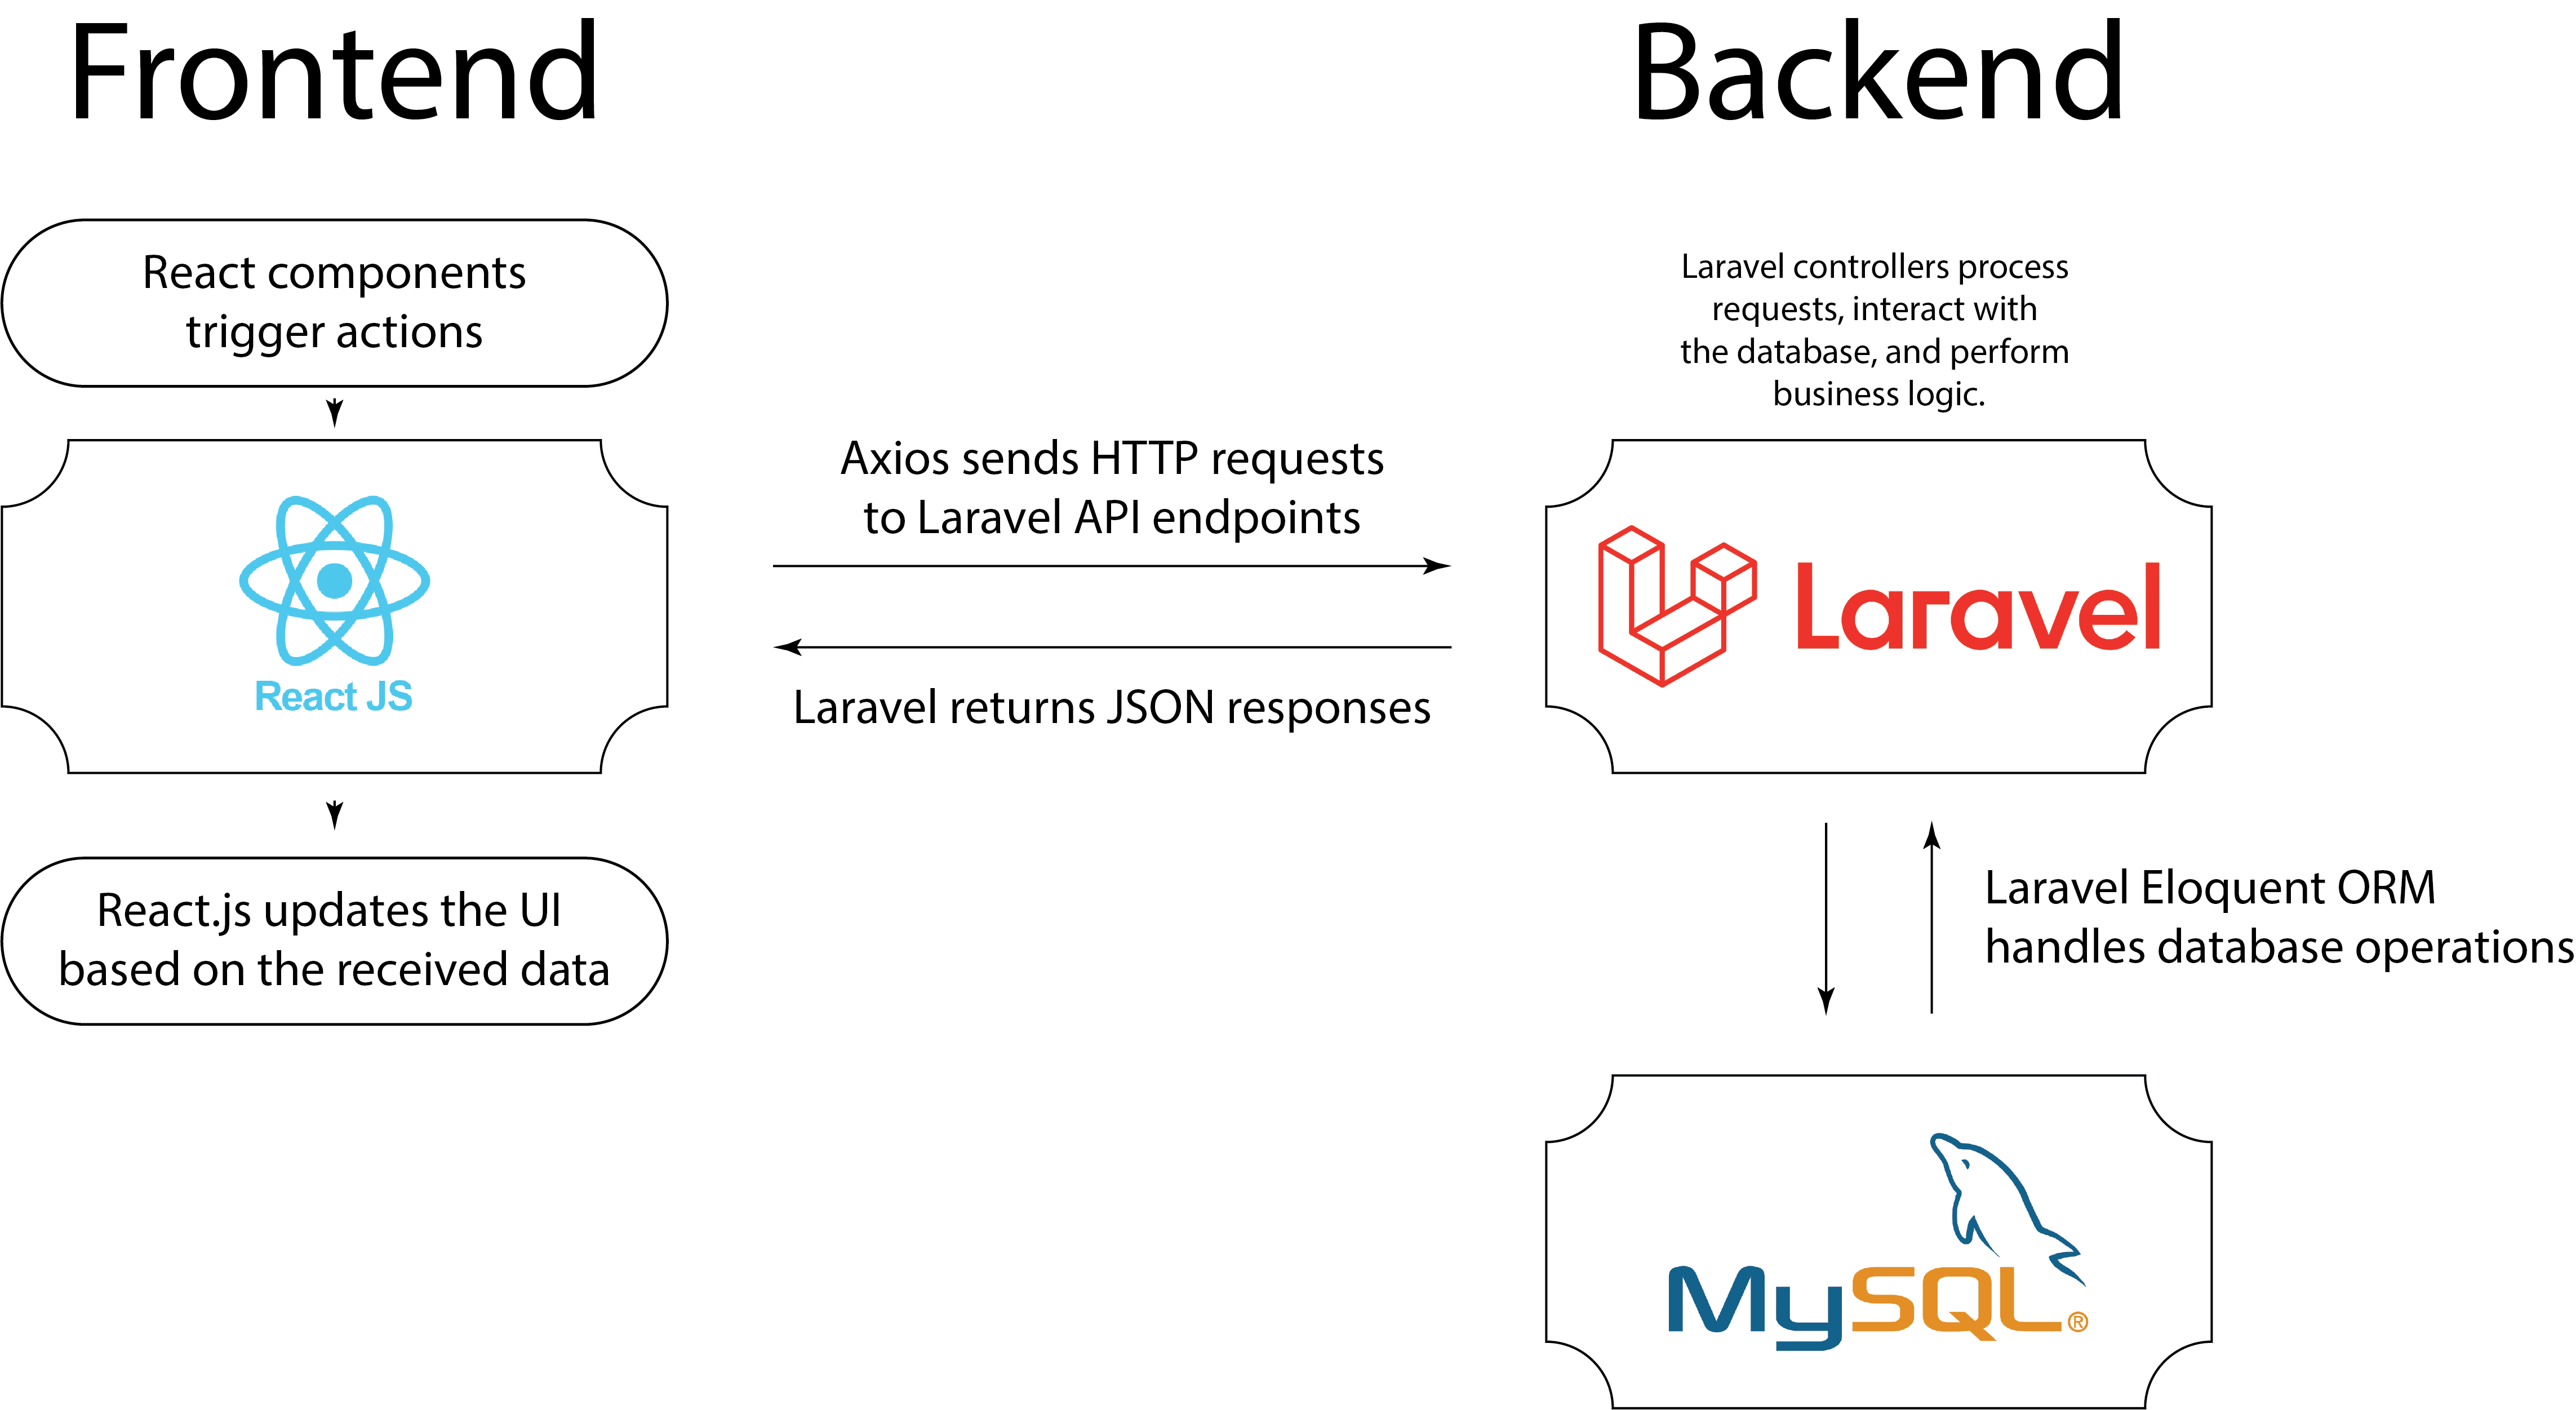 Frontend
Backend
React components
trigger actions
Laravel controllers process
requests, interact with
the database, and perform
business logic.
React JS
Axios sends HTTP requests
to Laravel API endpoints
Laravel returns JSON responses
Laravel
React.js updates the UI
based on the received data
Laravel Eloquent ORM
handles database operations
MySQL®